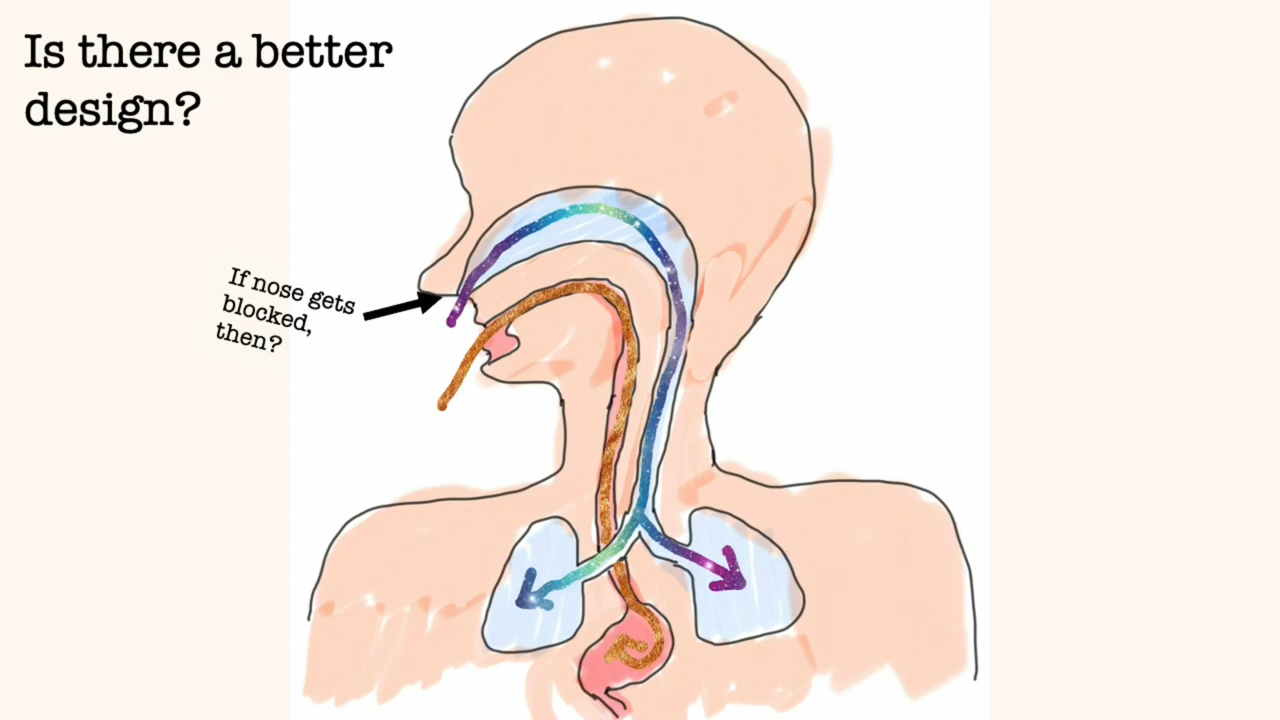 Is there a better
design?
If nose gets
blocked,
then?